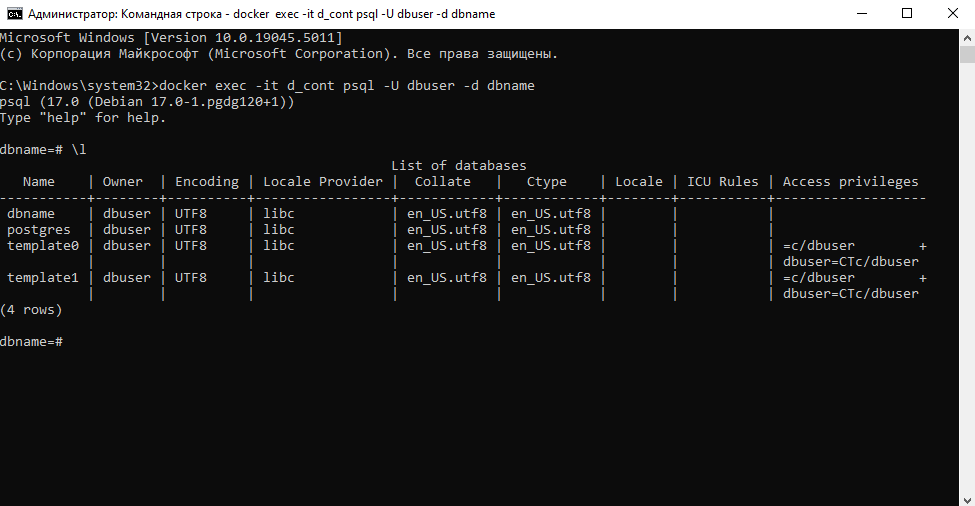 Администратор: Командная строка - docker exec -it d_cont psql -U dbuser -d dbname
Microsoft Windows [Version 10.0.19045.5011]
(c) Корпорация Майкрософт (Microsoft Corporation). Все права защищены.
C:\Windows\system32>docker exec -it d_cont psql -U dbuser -d dbname
psql (17.0 (Debian 17.0-1.pgdg120+1))
Type "help" for help.
dbname=# \l
                                                 List of databases
   Name    | Owner  | Encoding | Locale Provider |  Collate   |   Ctype    | Locale | ICU Rules | Access privileges
-----------+--------+----------+-----------------+------------+------------+--------+-----------+-------------------
 dbname    | dbuser | UTF8     | libc            | en_US.utf8 | en_US.utf8 |        |           |
 postgres  | dbuser | UTF8     | libc            | en_US.utf8 | en_US.utf8 |        |           |
 template0 | dbuser | UTF8     | libc            | en_US.utf8 | en_US.utf8 |        |           | =c/dbuser        +
           |        |          |                 |            |            |        |           | dbuser=CTc/dbuser
 template1 | dbuser | UTF8     | libc            | en_US.utf8 | en_US.utf8 |        |           | =c/dbuser        +
           |        |          |                 |            |            |        |           | dbuser=CTc/dbuser
(4 rows)
dbname=#